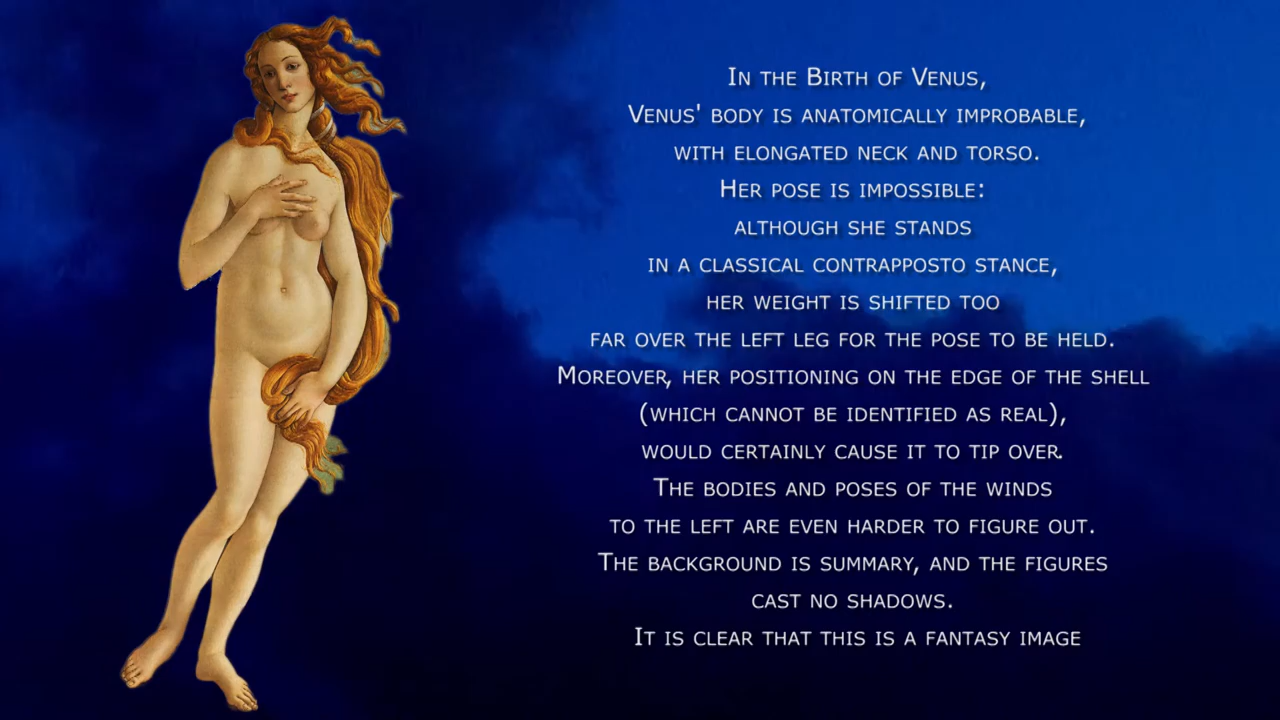 In the Birth of Venus,
Venus' body is anatomically improbable,
with elongated neck and torso.
Her pose is impossible:
although she stands
in a classical contrapposto stance,
her weight is shifted too
far over the left leg for the pose to be held.
Moreover, her positioning on the edge of the shell
(which cannot be identified as real),
would certainly cause it to tip over.
The bodies and poses of the winds
to the left are even harder to figure out.
The background is summary, and the figures
cast no shadows.
It is clear that this is a fantasy image